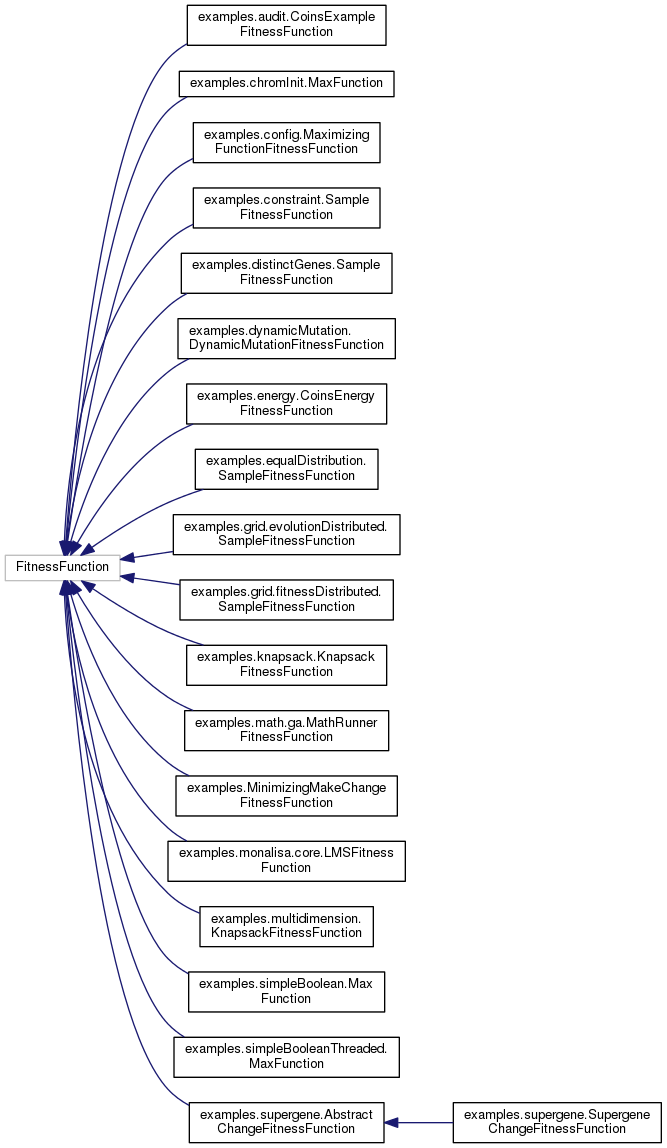 examples.audit.CoinsExample
FitnessFunction
examples.chromInit.MaxFunction
examples.config.Maximizing
FunctionFitnessFunction
examples.constraint.Sample
FitnessFunction
examples.distinctGenes.Sample
FitnessFunction
examples.dynamicMutation.
DynamicMutationFitnessFunction
examples.energy.CoinsEnergy
FitnessFunction
examples.equalDistribution.
SampleFitnessFunction
examples.grid.evolutionDistributed.
SampleFitnessFunction
FitnessFunction
examples.grid.fitnessDistributed.
SampleFitnessFunction
examples.knapsack.Knapsack
FitnessFunction
examples.math.ga.MathRunner
FitnessFunction
examples.MinimizingMakeChange
FitnessFunction
examples.monalisa.core.LMSFitness
Function
examples.multidimension.
KnapsackFitnessFunction
examples.simpleBoolean.Max
Function
examples.simpleBooleanThreaded.
MaxFunction
examples.supergene.Abstract
ChangeFitnessFunction
examples.supergene.Supergene
ChangeFitnessFunction